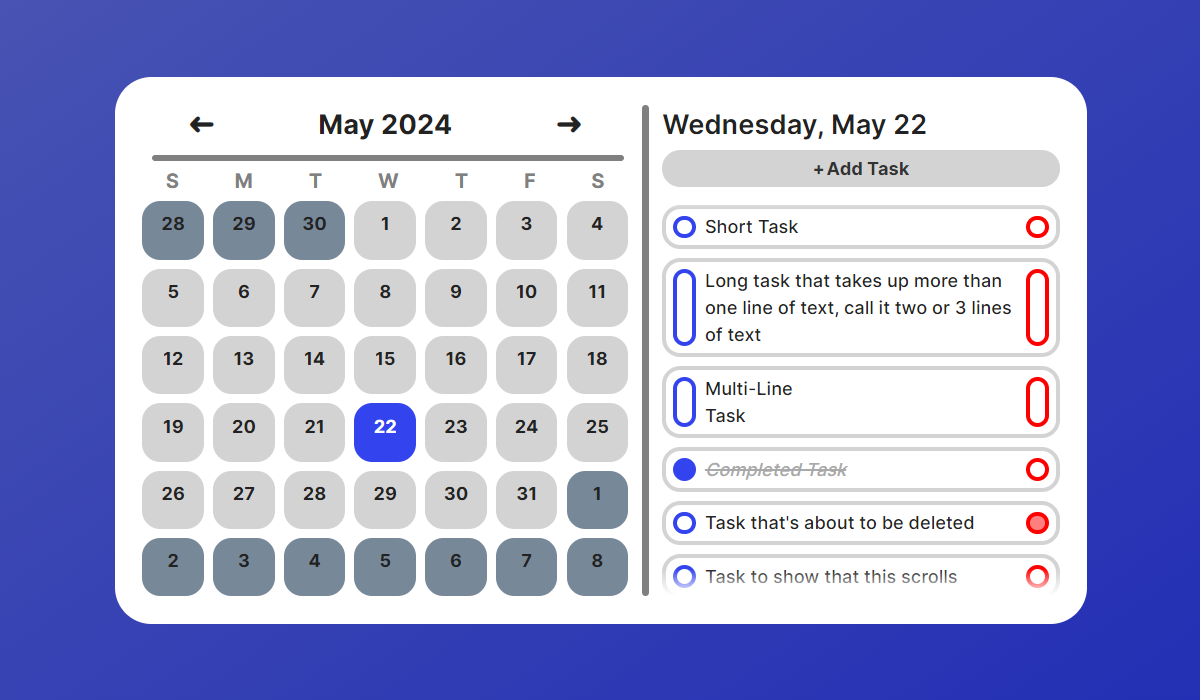 ← May 2024 →
S M T W T F S
28 29 30 1 2 3 4
5 6 7 8 9 10 11
12 13 14 15 16 17 18
19 20 21 22 23 24 25
26 27 28 29 30 31 1
2 3 4 5 6 7 8
Wednesday, May 22
+ Add Task
Short Task
Long task that takes up more than
one line of text, call it two or 3 lines
of text
Multi-Line
Task
Completed Task
Task that's about to be deleted
Task to show that this scrolls